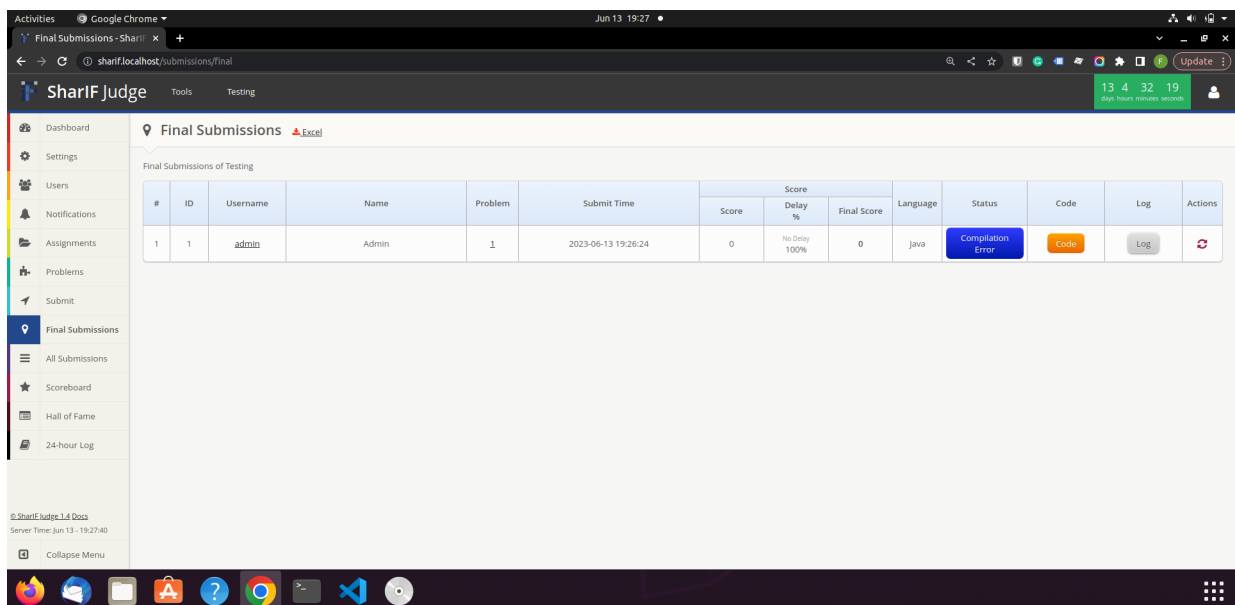 Activities Google Chrome Jun 13 19:27
Final Submissions - SharIF
sharif.localhost/submissions/final Update
SharIF Judge Tools Testing 13 4 32 19
days hours minutes seconds
Dashboard
Settings
Users
Notifications
Assignments
Problems
Submit
Final Submissions
All Submissions
Scoreboard
Hall of Fame
24-hour Log
© SharIF Judge 1.4 Docs
Server Time: Jun 13 - 19:27:40
Collapse Menu
Final Submissions Excel
Final Submissions of Testing
# ID Username Name Problem Submit Time Score Language Status Code Log Actions
Score Delay % Final Score
1 1 admin Admin 1 2023-06-13 19:26:24 0 No Delay 100% 0 Java Compilation Error Code Log